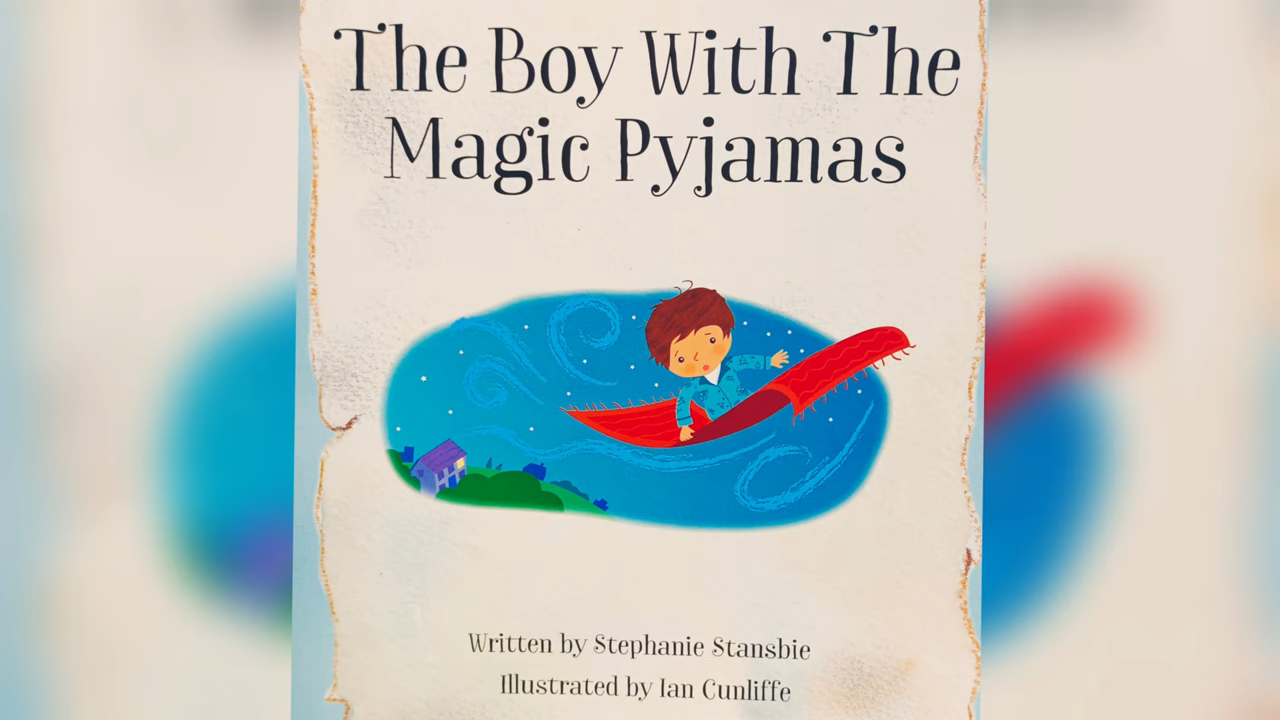 The Boy With The
Magic Pyjamas
Written by Stephanie Stansbie
Illustrated by Ian Cunliffe